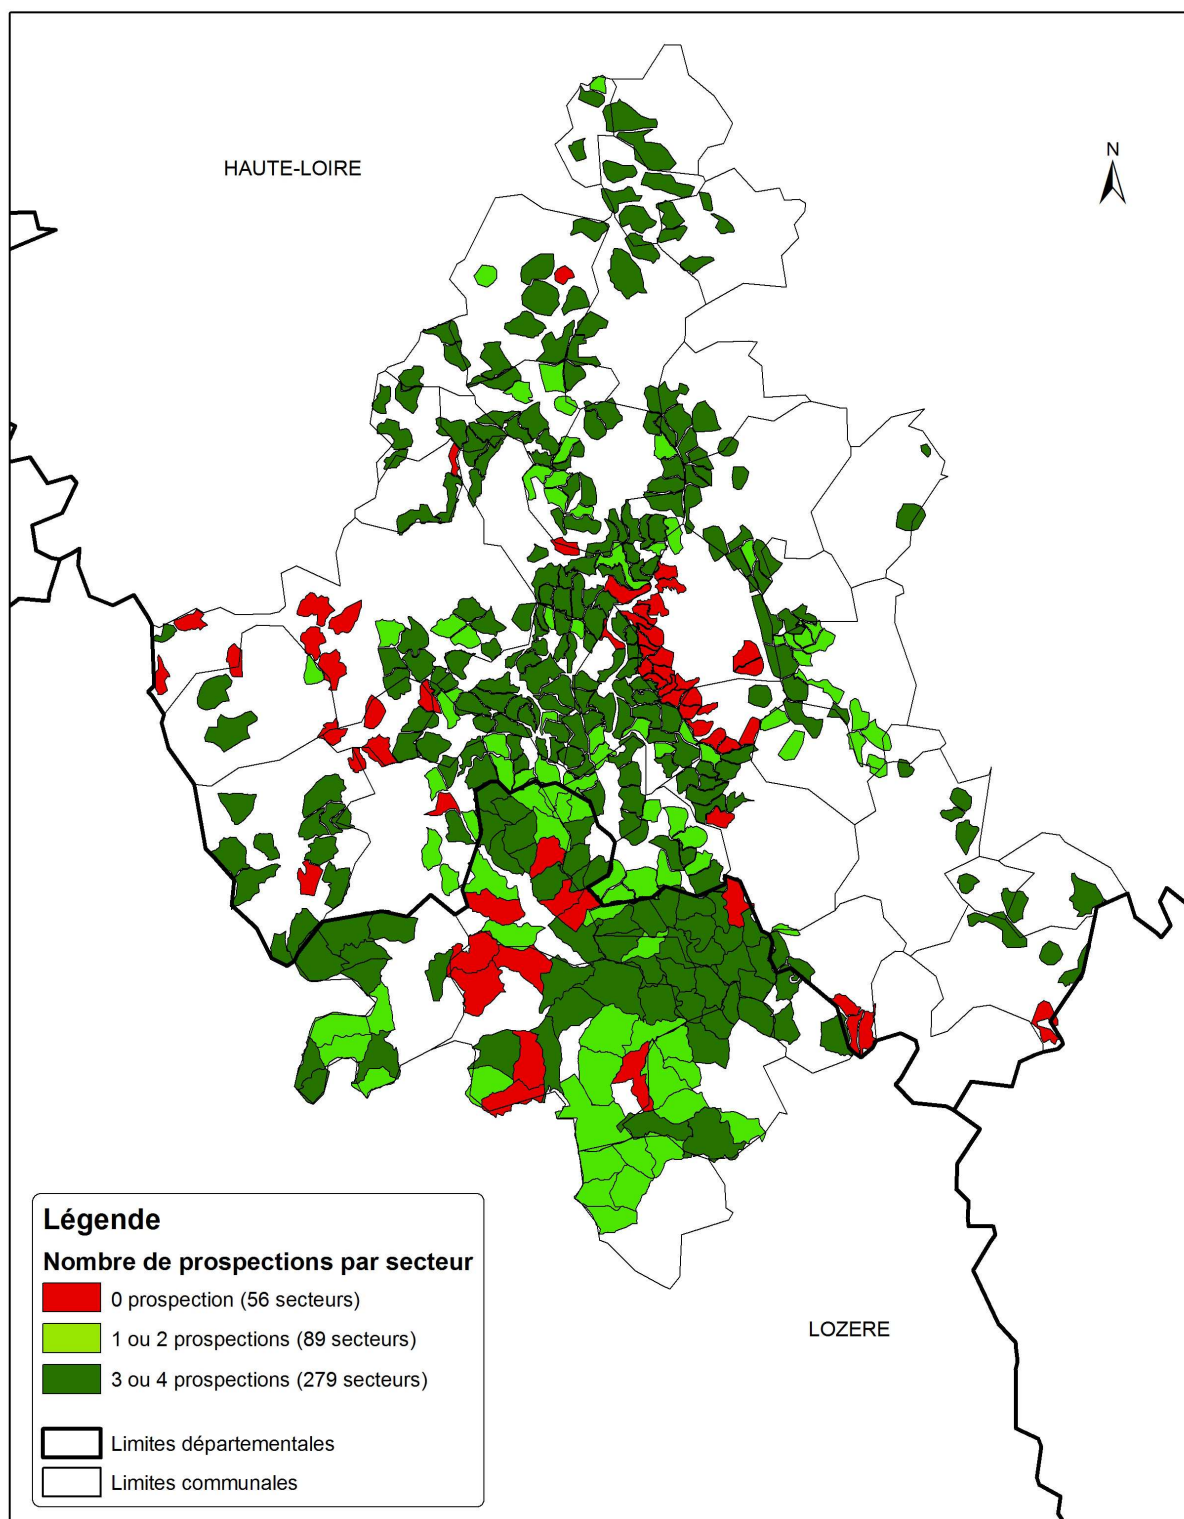 HAUTE-LOIRE
N
Légende
Nombre de prospections par secteur
0 prospection (56 secteurs)
1 ou 2 prospections (89 secteurs)
3 ou 4 prospections (279 secteurs)
Limites départementales
Limites communales
LOZERE